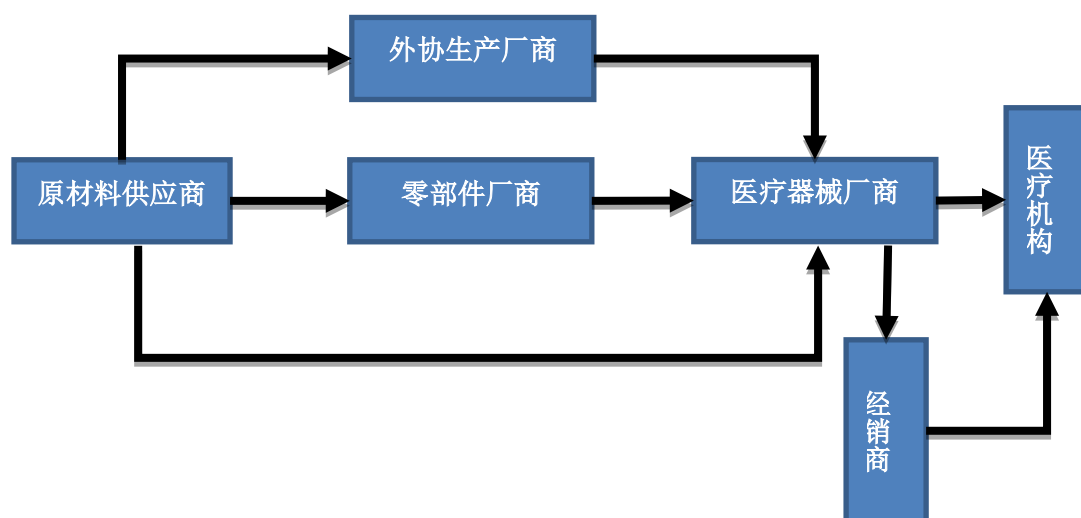 外协生产厂商
原材料供应商
零部件厂商
医疗器械厂商
医疗机构
经销商